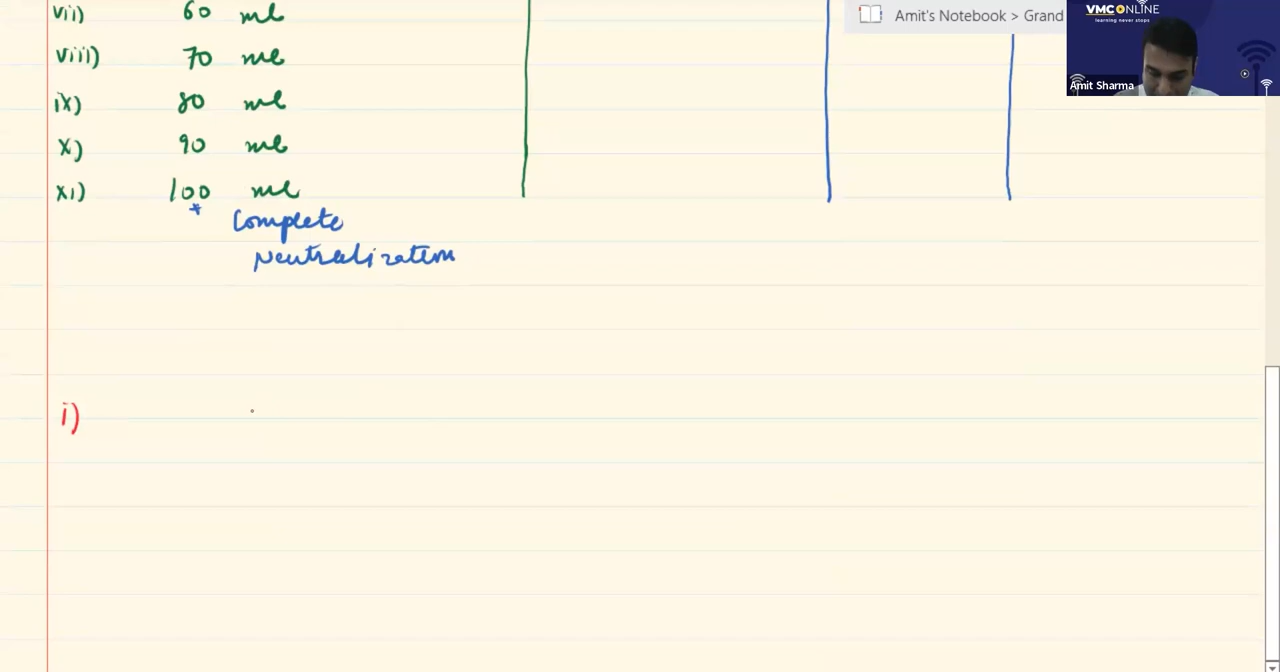 vii) 60 ml
viii) 70 ml
ix) 80 ml
x) 90 ml
xi) 100 ml
* Complete
Neutralization
i)
Amit's Notebook > Grand
VMC ONLINE
learning never stops
Amit Sharma